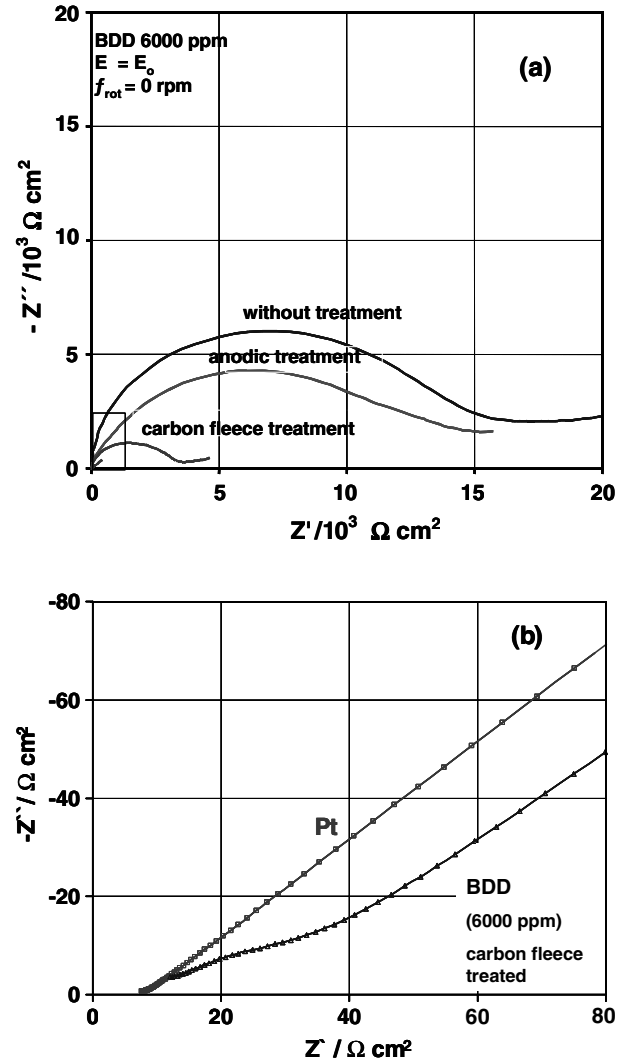 20
BDD 6000 ppm
E = Eo
frot = 0 rpm
(a)
15
10
- Z´´ /10³ Ω cm²
without treatment
5
anodic treatment
carbon fleece treatment
0
0 5 10 15 20
Z' /10³ Ω cm²
-80
(b)
-60
-Z`` / Ω cm²
-40
Pt
-20
BDD
(6000 ppm)
carbon fleece
treated
0
0 20 40 60 80
Z` / Ω cm²